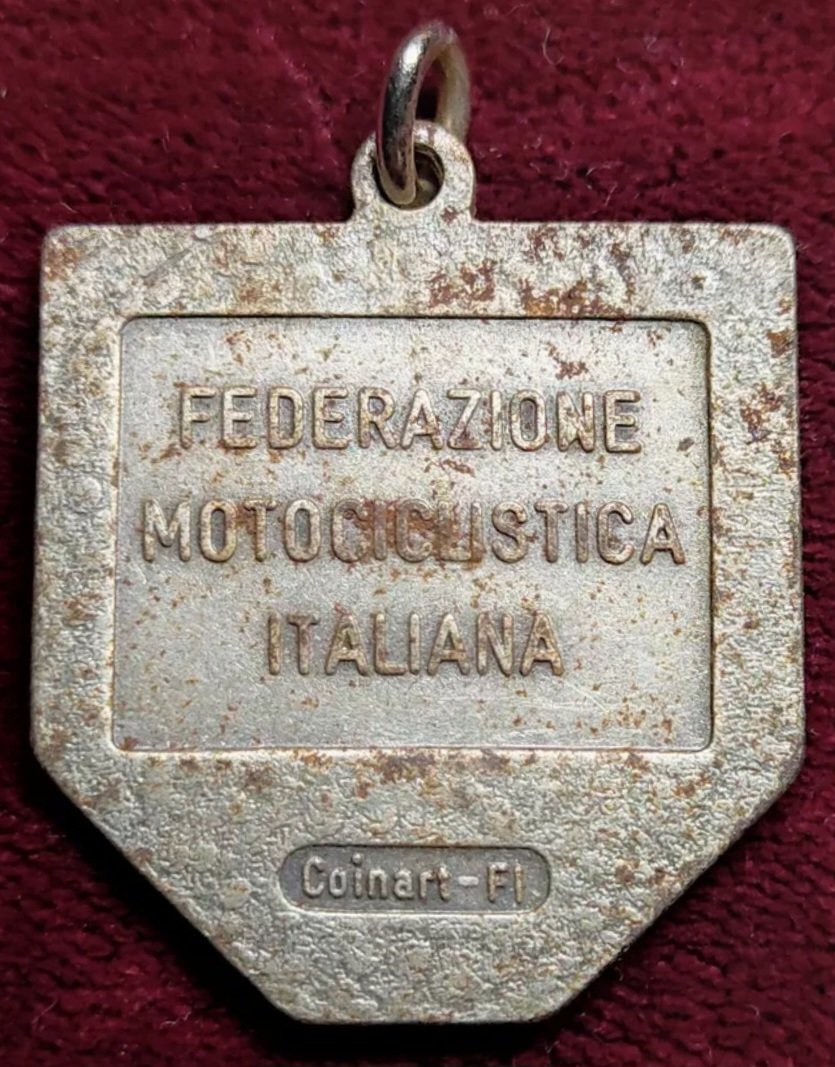 FEDERAZIONE
MOTOCICLISTICA
ITALIANA
Coinart-FI